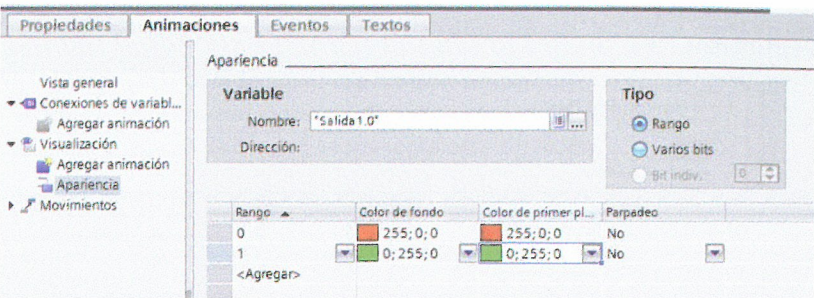 Propiedades Animaciones Eventos Textos
Apariencia
Vista general
Conexiones de variabl...
Agregar animación
Visualización
Agregar animación
Apariencia
Movimientos
Variable
Nombre: "Salida1.0" ...
Dirección:
Tipo
Rango
Varios bits
Bit indiv. 0
Rango Color de fondo Color de primer pl... Parpadeo
0 255; 0; 0 255; 0; 0 No
1 0; 255; 0 0; 255; 0 No
<Agregar>